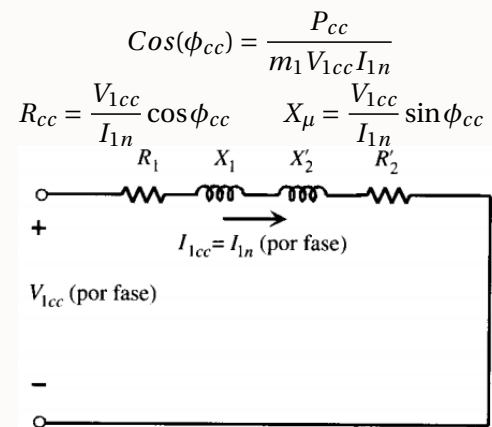 Cos(ϕcc) = Pcc / m1V1ccI1n
Rcc = V1cc / I1n cosϕcc Xμ = V1cc / I1n sinϕcc
R1 X1 X′2 R′2
+
I1cc= I1n (por fase)
V1cc (por fase)
−